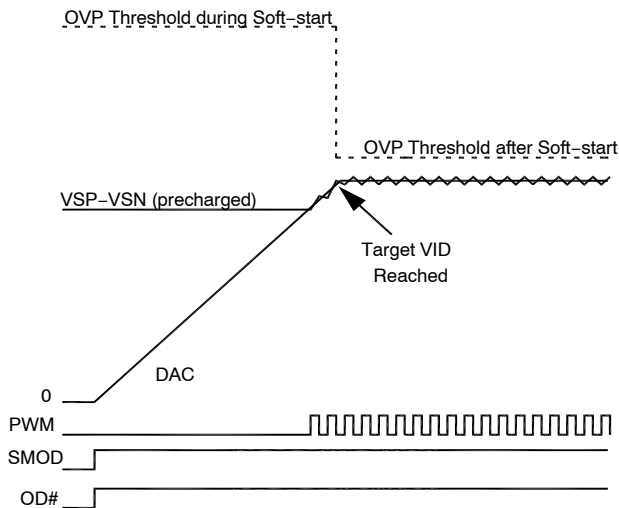 OVP Threshold during Soft−start
OVP Threshold after Soft−start
VSP−VSN (precharged)
Target VID
Reached
DAC
0
PWM
SMOD
OD#